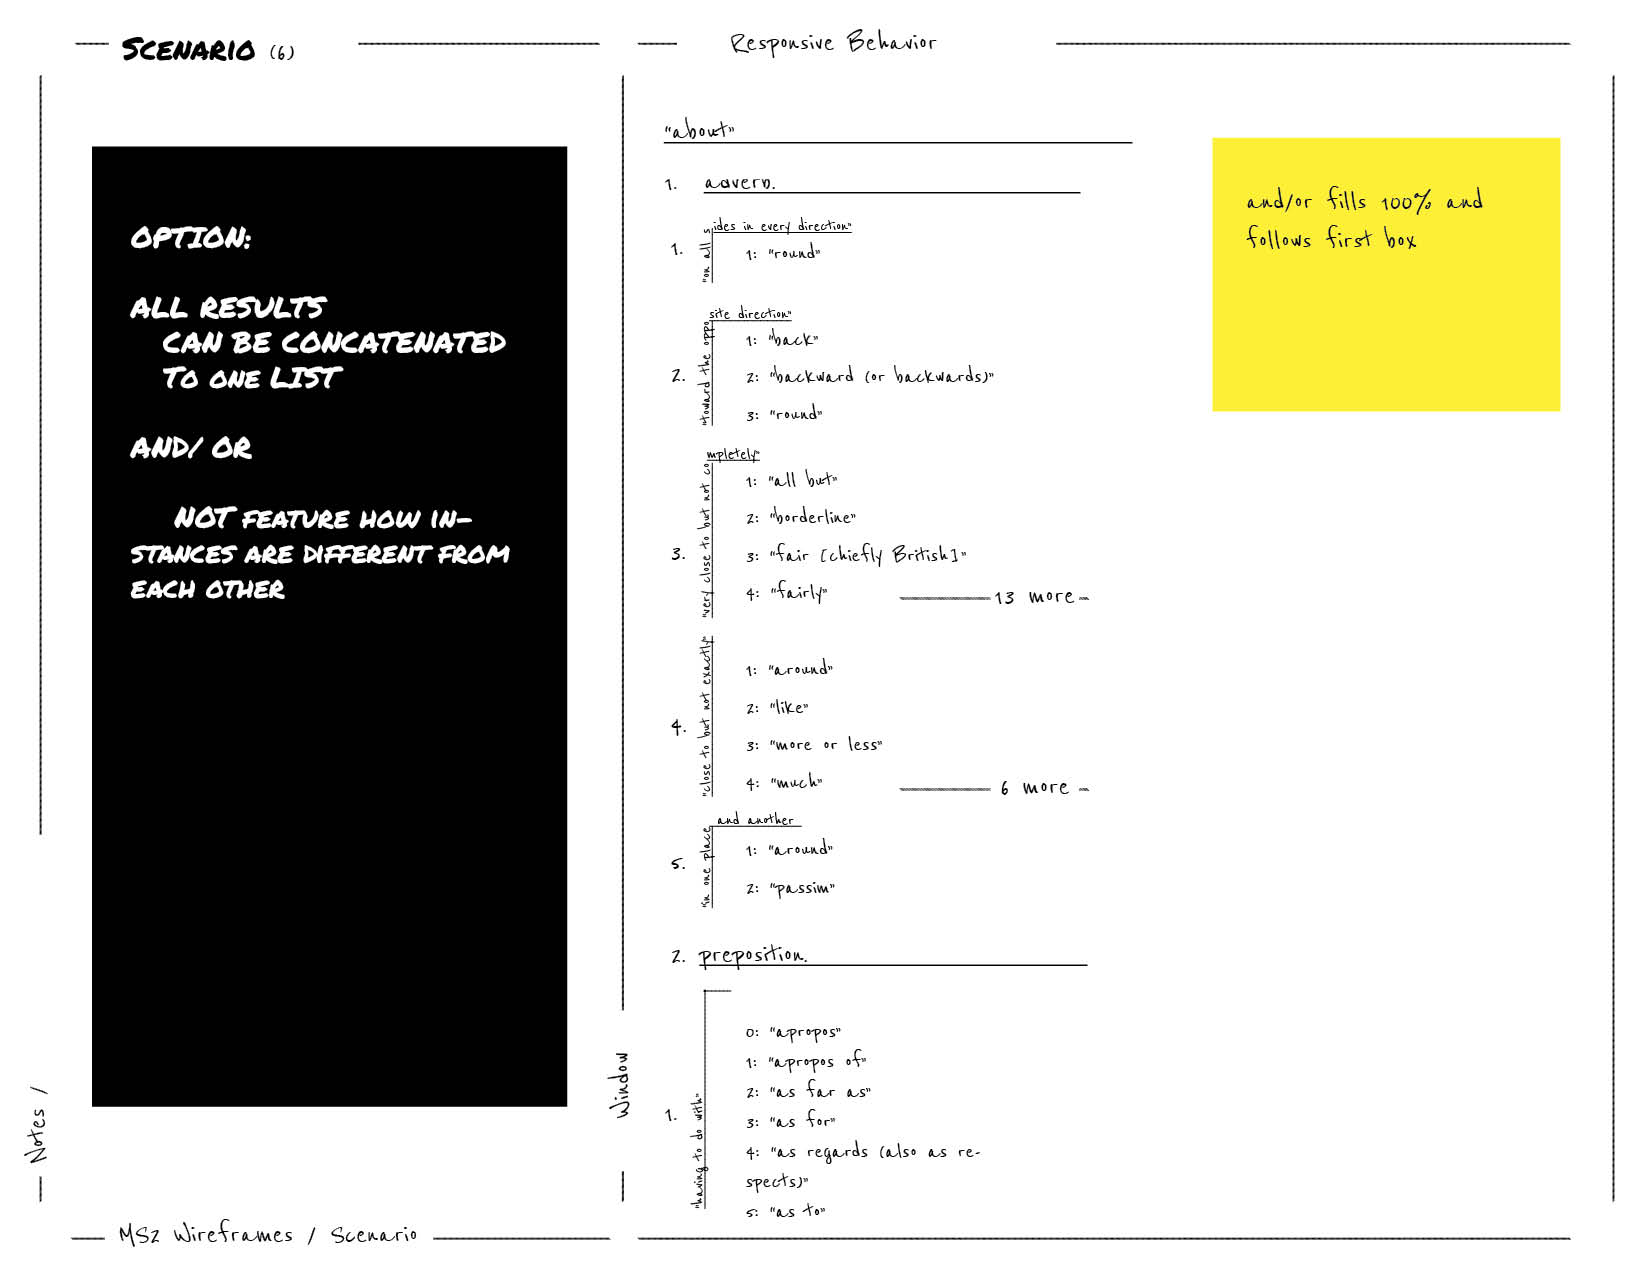 SCENARIO (6)
Responsive Behavior
OPTION:
ALL RESULTS
CAN BE CONCATENATED
TO ONE LIST
AND/ OR
NOT FEATURE HOW IN-
STANCES ARE DIFFERENT FROM
EACH OTHER
Notes /
MS2 Wireframes / Scenario
Window
"about"
1. adverb.
1. "on all sides in every direction"
1: "round"
2. "toward the opposite direction"
1: "back"
2: "backward (or backwards)"
3: "round"
3. "very close to but not completely"
1: "all but"
2: "borderline"
3: "fair [chiefly British]"
4: "fairly"
13 more
4. "close to but not exactly"
1: "around"
2: "like"
3: "more or less"
4: "much"
6 more
5. "in one place and another
1: "around"
2: "passim"
2. preposition.
1. "having to do with"
0: "apropos"
1: "apropos of"
2: "as far as"
3: "as for"
4: "as regards (also as re-
spects)"
5: "as to"
and/or fills 100% and
follows first box